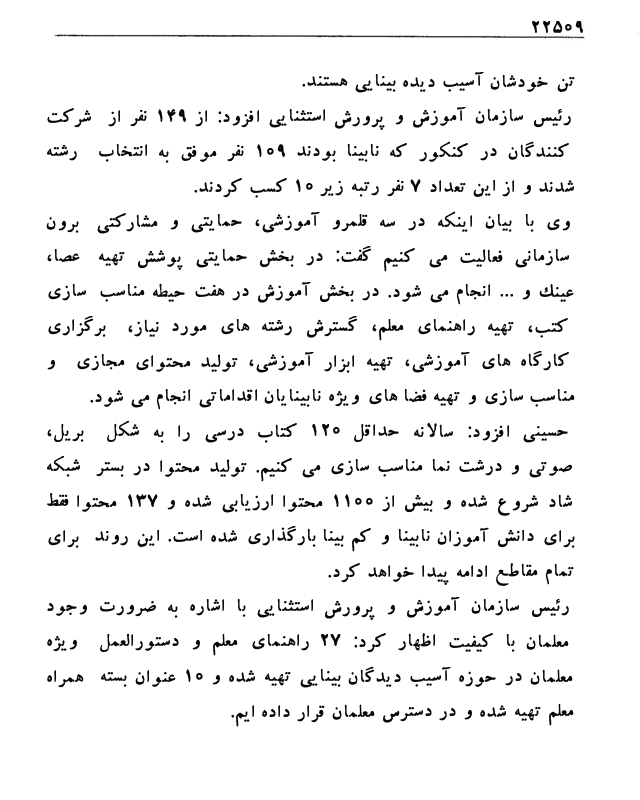 ۲۲۵۰۹
تن خودشان آسیب دیده بینایی هستند.
رئیس سازمان آموزش و پرورش استثنایی افزود: از ۱۴۹ نفر از شرکت
کنندگان در کنکور که نابینا بودند ۱۰۹ نفر موفق به انتخاب رشته
شدند و از این تعداد ۷ نفر رتبه زیر ۱۰ کسب کردند.
وی با بیان اینکه در سه قلمرو آموزشی، حمایتی و مشارکتی برون
سازمانی فعالیت می کنیم گفت: در بخش حمایتی پوشش تهیه عصا،
عینك و ... انجام می شود. در بخش آموزش در هفت حیطه مناسب سازی
کتب، تهیه راهنمای معلم، گسترش رشته های مورد نیاز، برگزاری
کارگاه های آموزشی، تهیه ابزار آموزشی، تولید محتوای مجازی و
مناسب سازی و تهیه فضا های ویژه نابینایان اقداماتی انجام می شود.
حسینی افزود: سالانه حداقل ۱۲۰ کتاب درسی را به شکل بریل،
صوتی و درشت نما مناسب سازی می کنیم. تولید محتوا در بستر شبکه
شاد شروع شده و بیش از ۱۱۰۰ محتوا ارزیابی شده و ۱۳۷ محتوا فقط
برای دانش آموزان نابینا و کم بینا بارگذاری شده است. این روند برای
تمام مقاطع ادامه پیدا خواهد کرد.
رئیس سازمان آموزش و پرورش استثنایی با اشاره به ضرورت وجود
معلمان با کیفیت اظهار کرد: ۲۷ راهنمای معلم و دستورالعمل ویژه
معلمان در حوزه آسیب دیدگان بینایی تهیه شده و ۱۰ عنوان بسته همراه
معلم تهیه شده و در دسترس معلمان قرار داده ایم.